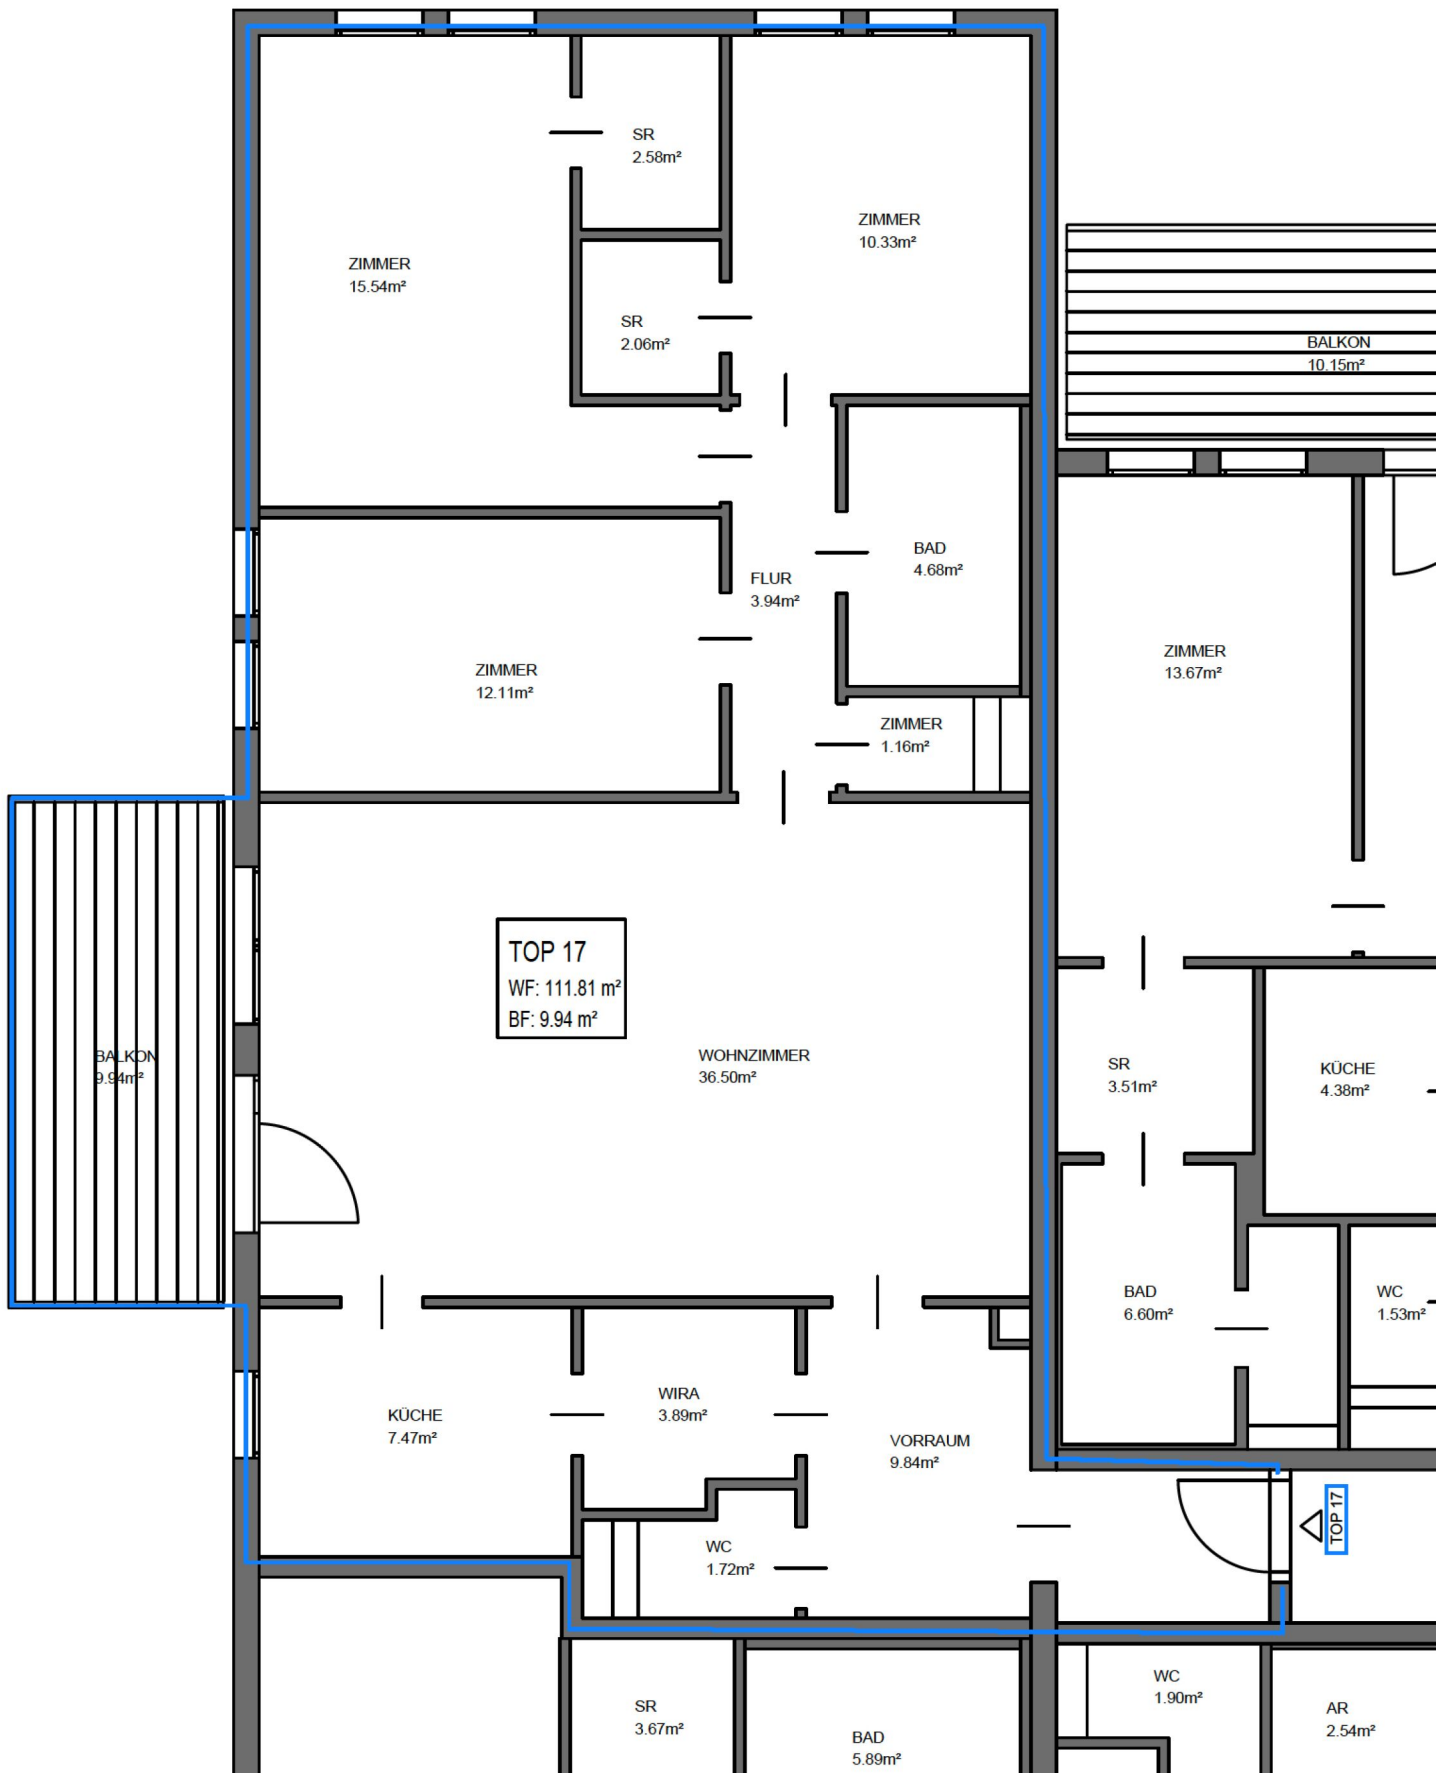 SR
2.58m²
ZIMMER
10.33m²
ZIMMER
15.54m²
SR
2.06m²
BALKON
10.15m²
BAD
4.68m²
FLUR
3.94m²
ZIMMER
13.67m²
ZIMMER
12.11m²
ZIMMER
1.16m²
TOP 17
WF: 111.81 m²
BF: 9.94 m²
BALKON
9.94m²
WOHNZIMMER
36.50m²
SR
3.51m²
KÜCHE
4.38m²
BAD
6.60m²
WC
1.53m²
KÜCHE
7.47m²
WIRA
3.89m²
VORRAUM
9.84m²
TOP 17
WC
1.72m²
SR
3.67m²
BAD
5.89m²
WC
1.90m²
AR
2.54m²